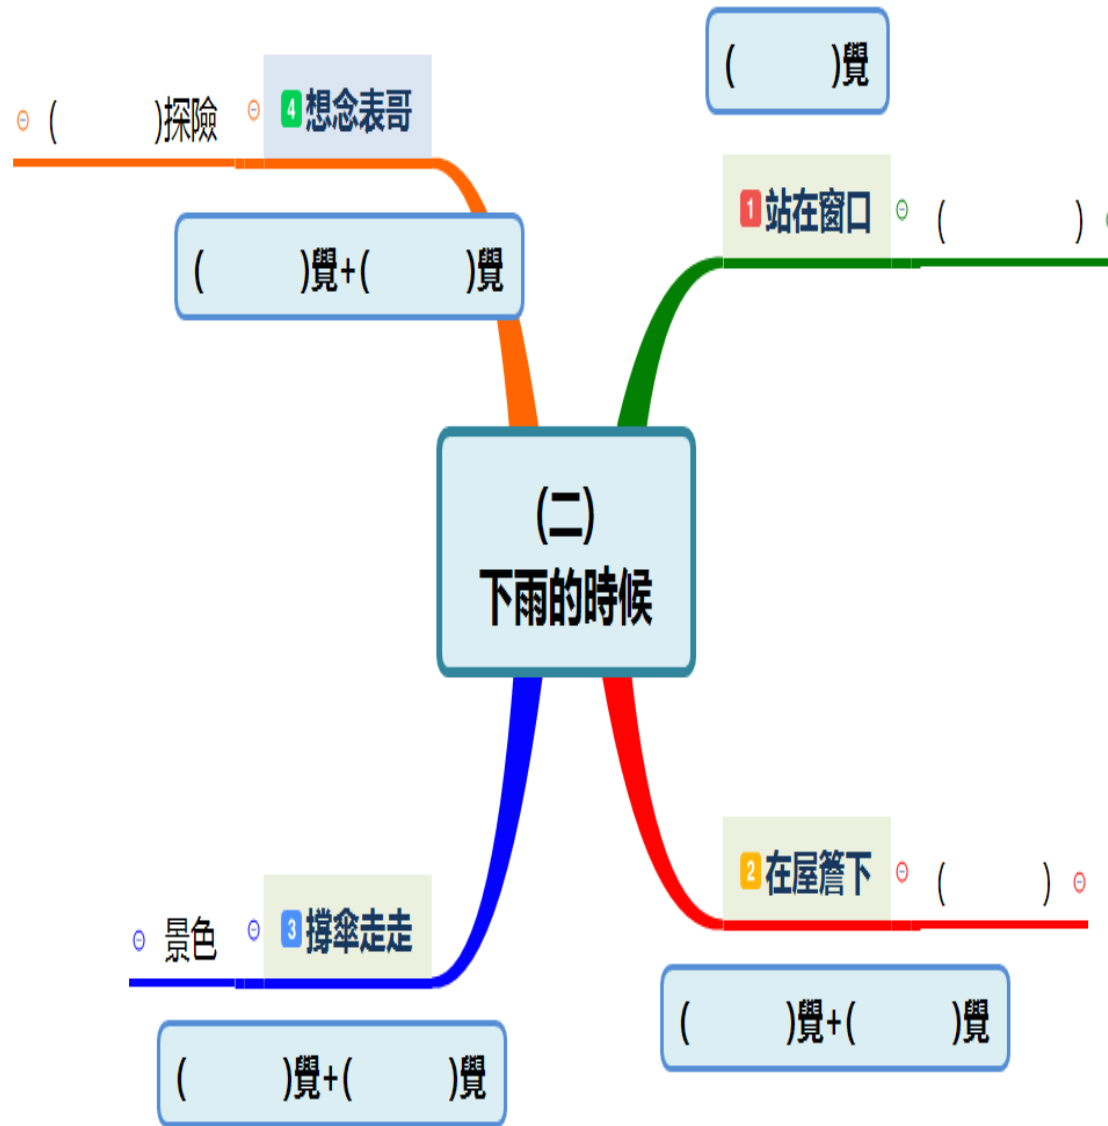 (二)
下雨的時候
(　　)覺
1 站在窗口
(　　)
2 在屋簷下
(　　)
(　　)覺+(　　)覺
3 撐傘走走
景色
(　　)覺+(　　)覺
4 想念表哥
(　　)探險
(　　)覺+(　　)覺